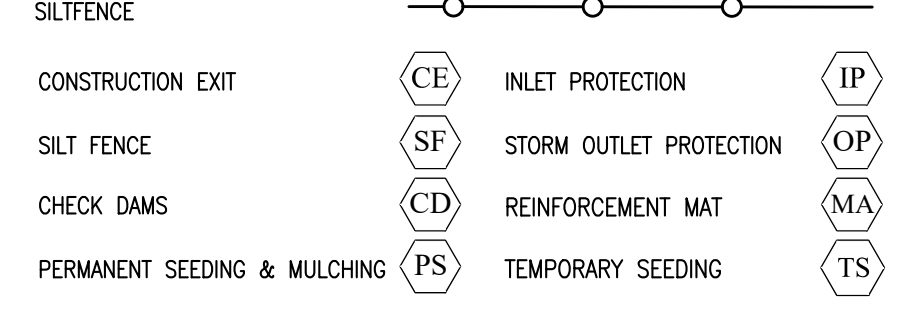 SILTFENCE
CONSTRUCTION EXIT CE INLET PROTECTION IP
SILT FENCE SF STORM OUTLET PROTECTION OP
CHECK DAMS CD REINFORCEMENT MAT MA
PERMANENT SEEDING & MULCHING PS TEMPORARY SEEDING TS